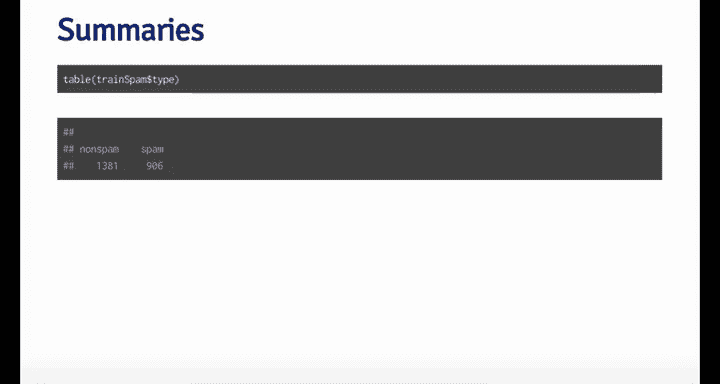 Summaries
table(trainSpam$type)
##
## nonspam    spam
##    1381     906